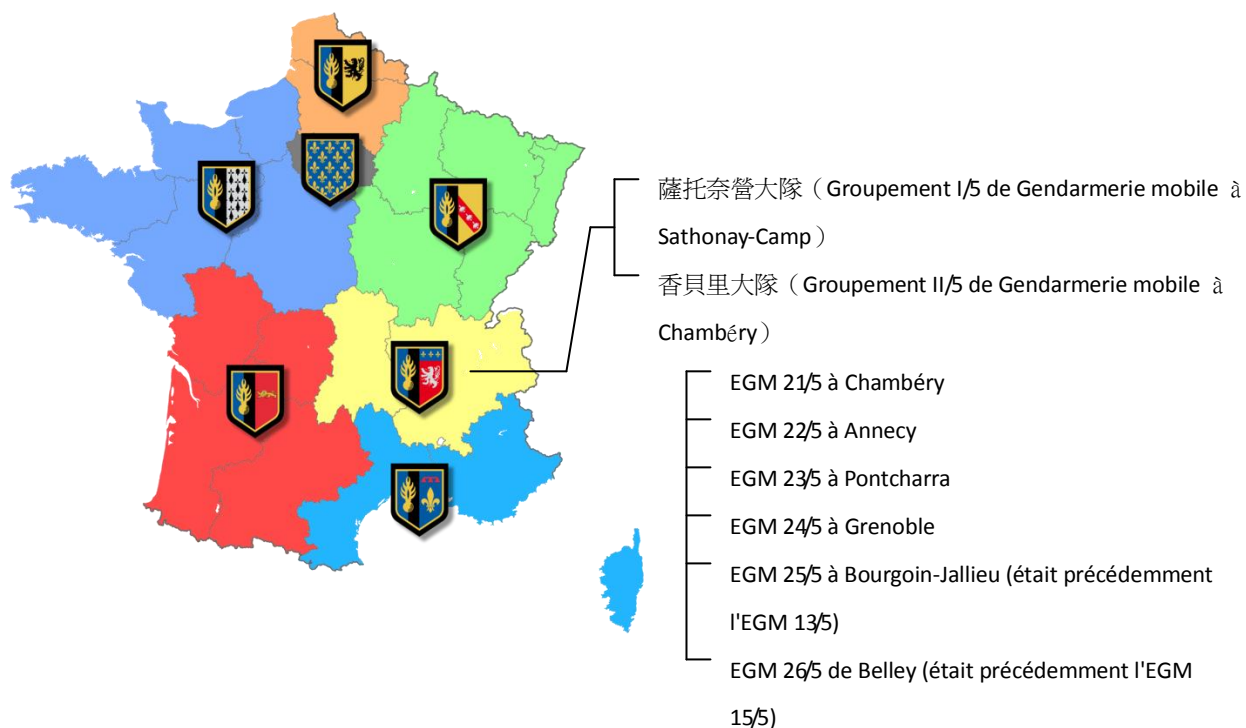 薩托奈營大隊（Groupement I/5 de Gendarmerie mobile à
Sathonay-Camp）
香貝里大隊（Groupement II/5 de Gendarmerie mobile à
Chambéry）
EGM 21/5 à Chambéry
EGM 22/5 à Annecy
EGM 23/5 à Pontcharra
EGM 24/5 à Grenoble
EGM 25/5 à Bourgoin-Jallieu (était précédemment
l'EGM 13/5)
EGM 26/5 de Belley (était précédemment l'EGM
15/5)